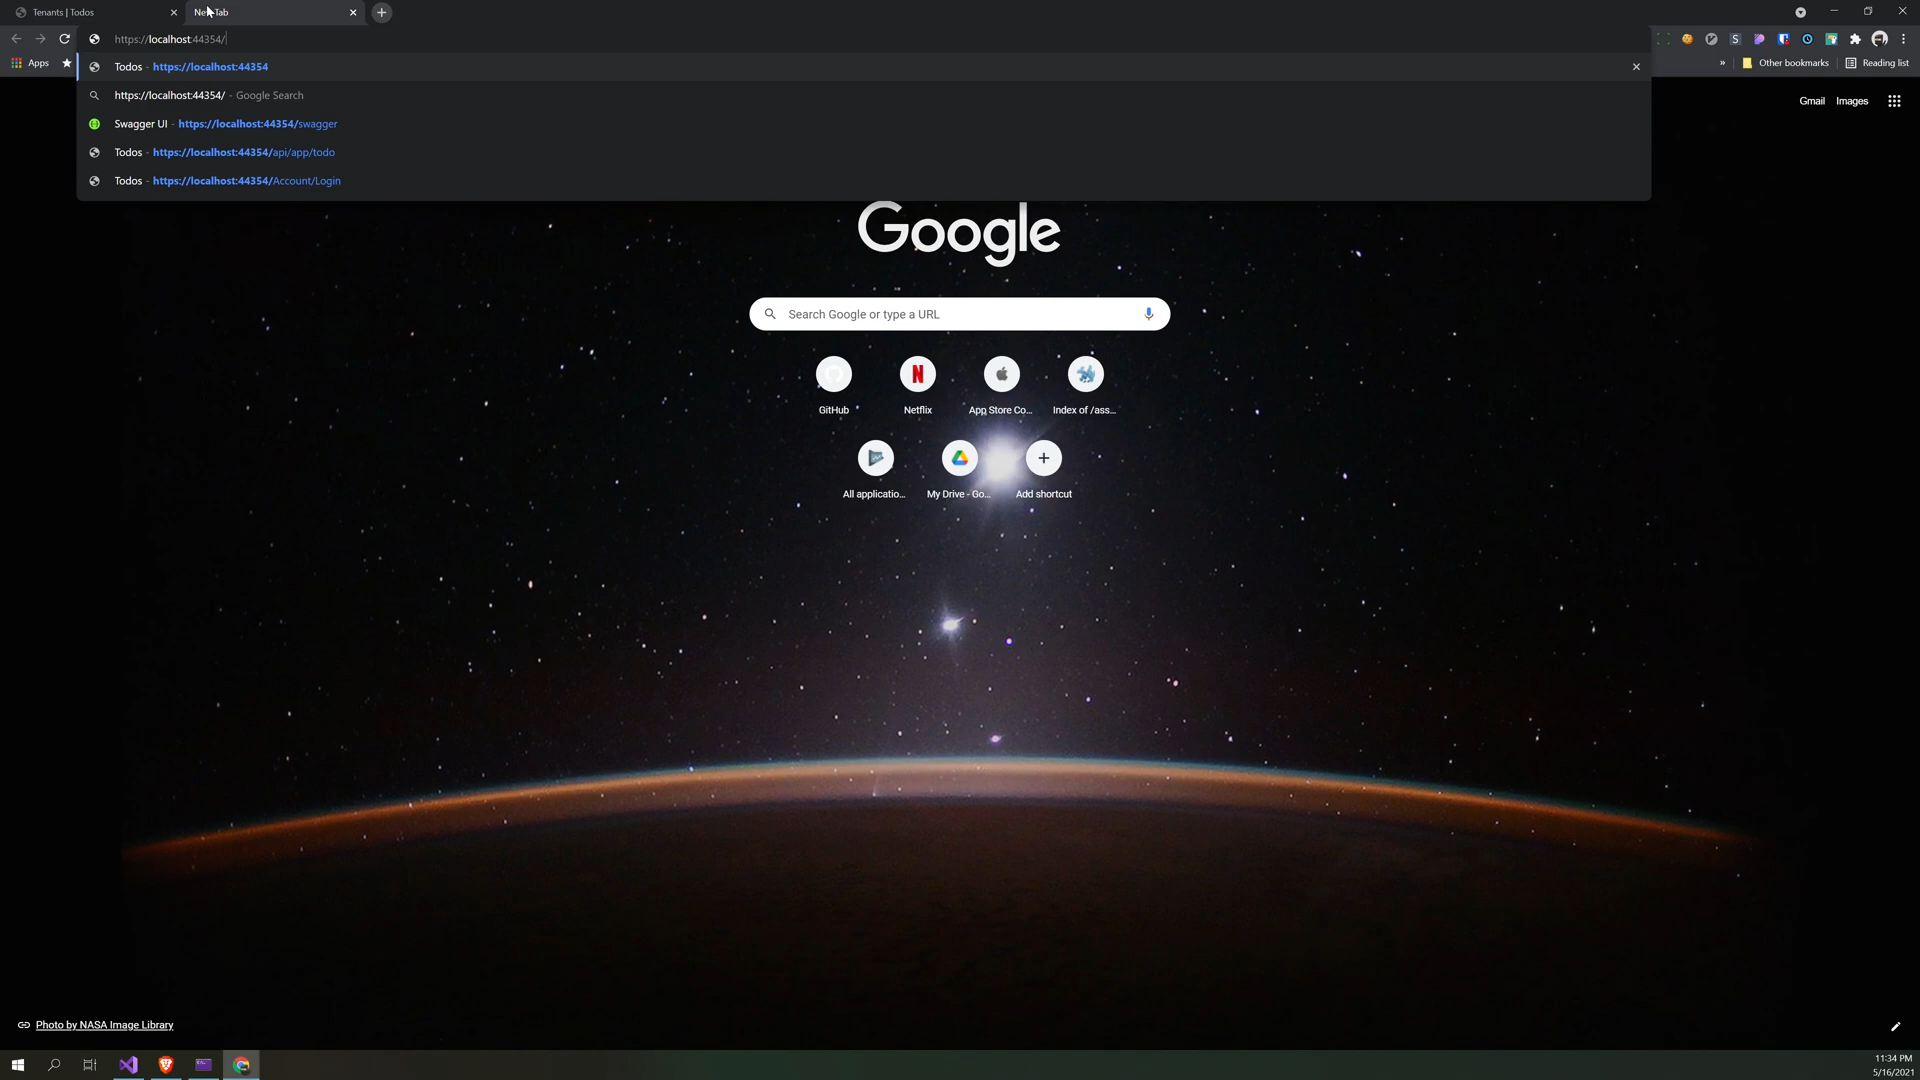 Tenants | Todos
New Tab
https://localhost:44354/
Apps
Todos - https://localhost:44354
https://localhost:44354/ - Google Search
Swagger UI - https://localhost:44354/swagger
Todos - https://localhost:44354/api/app/todo
Todos - https://localhost:44354/Account/Login
» Other bookmarks Reading list
Gmail Images
Google
Search Google or type a URL
GitHub Netflix App Store Co... Index of /ass...
All applicatio... My Drive - Go... Add shortcut
Photo by NASA Image Library
11:34 PM
5/16/2021